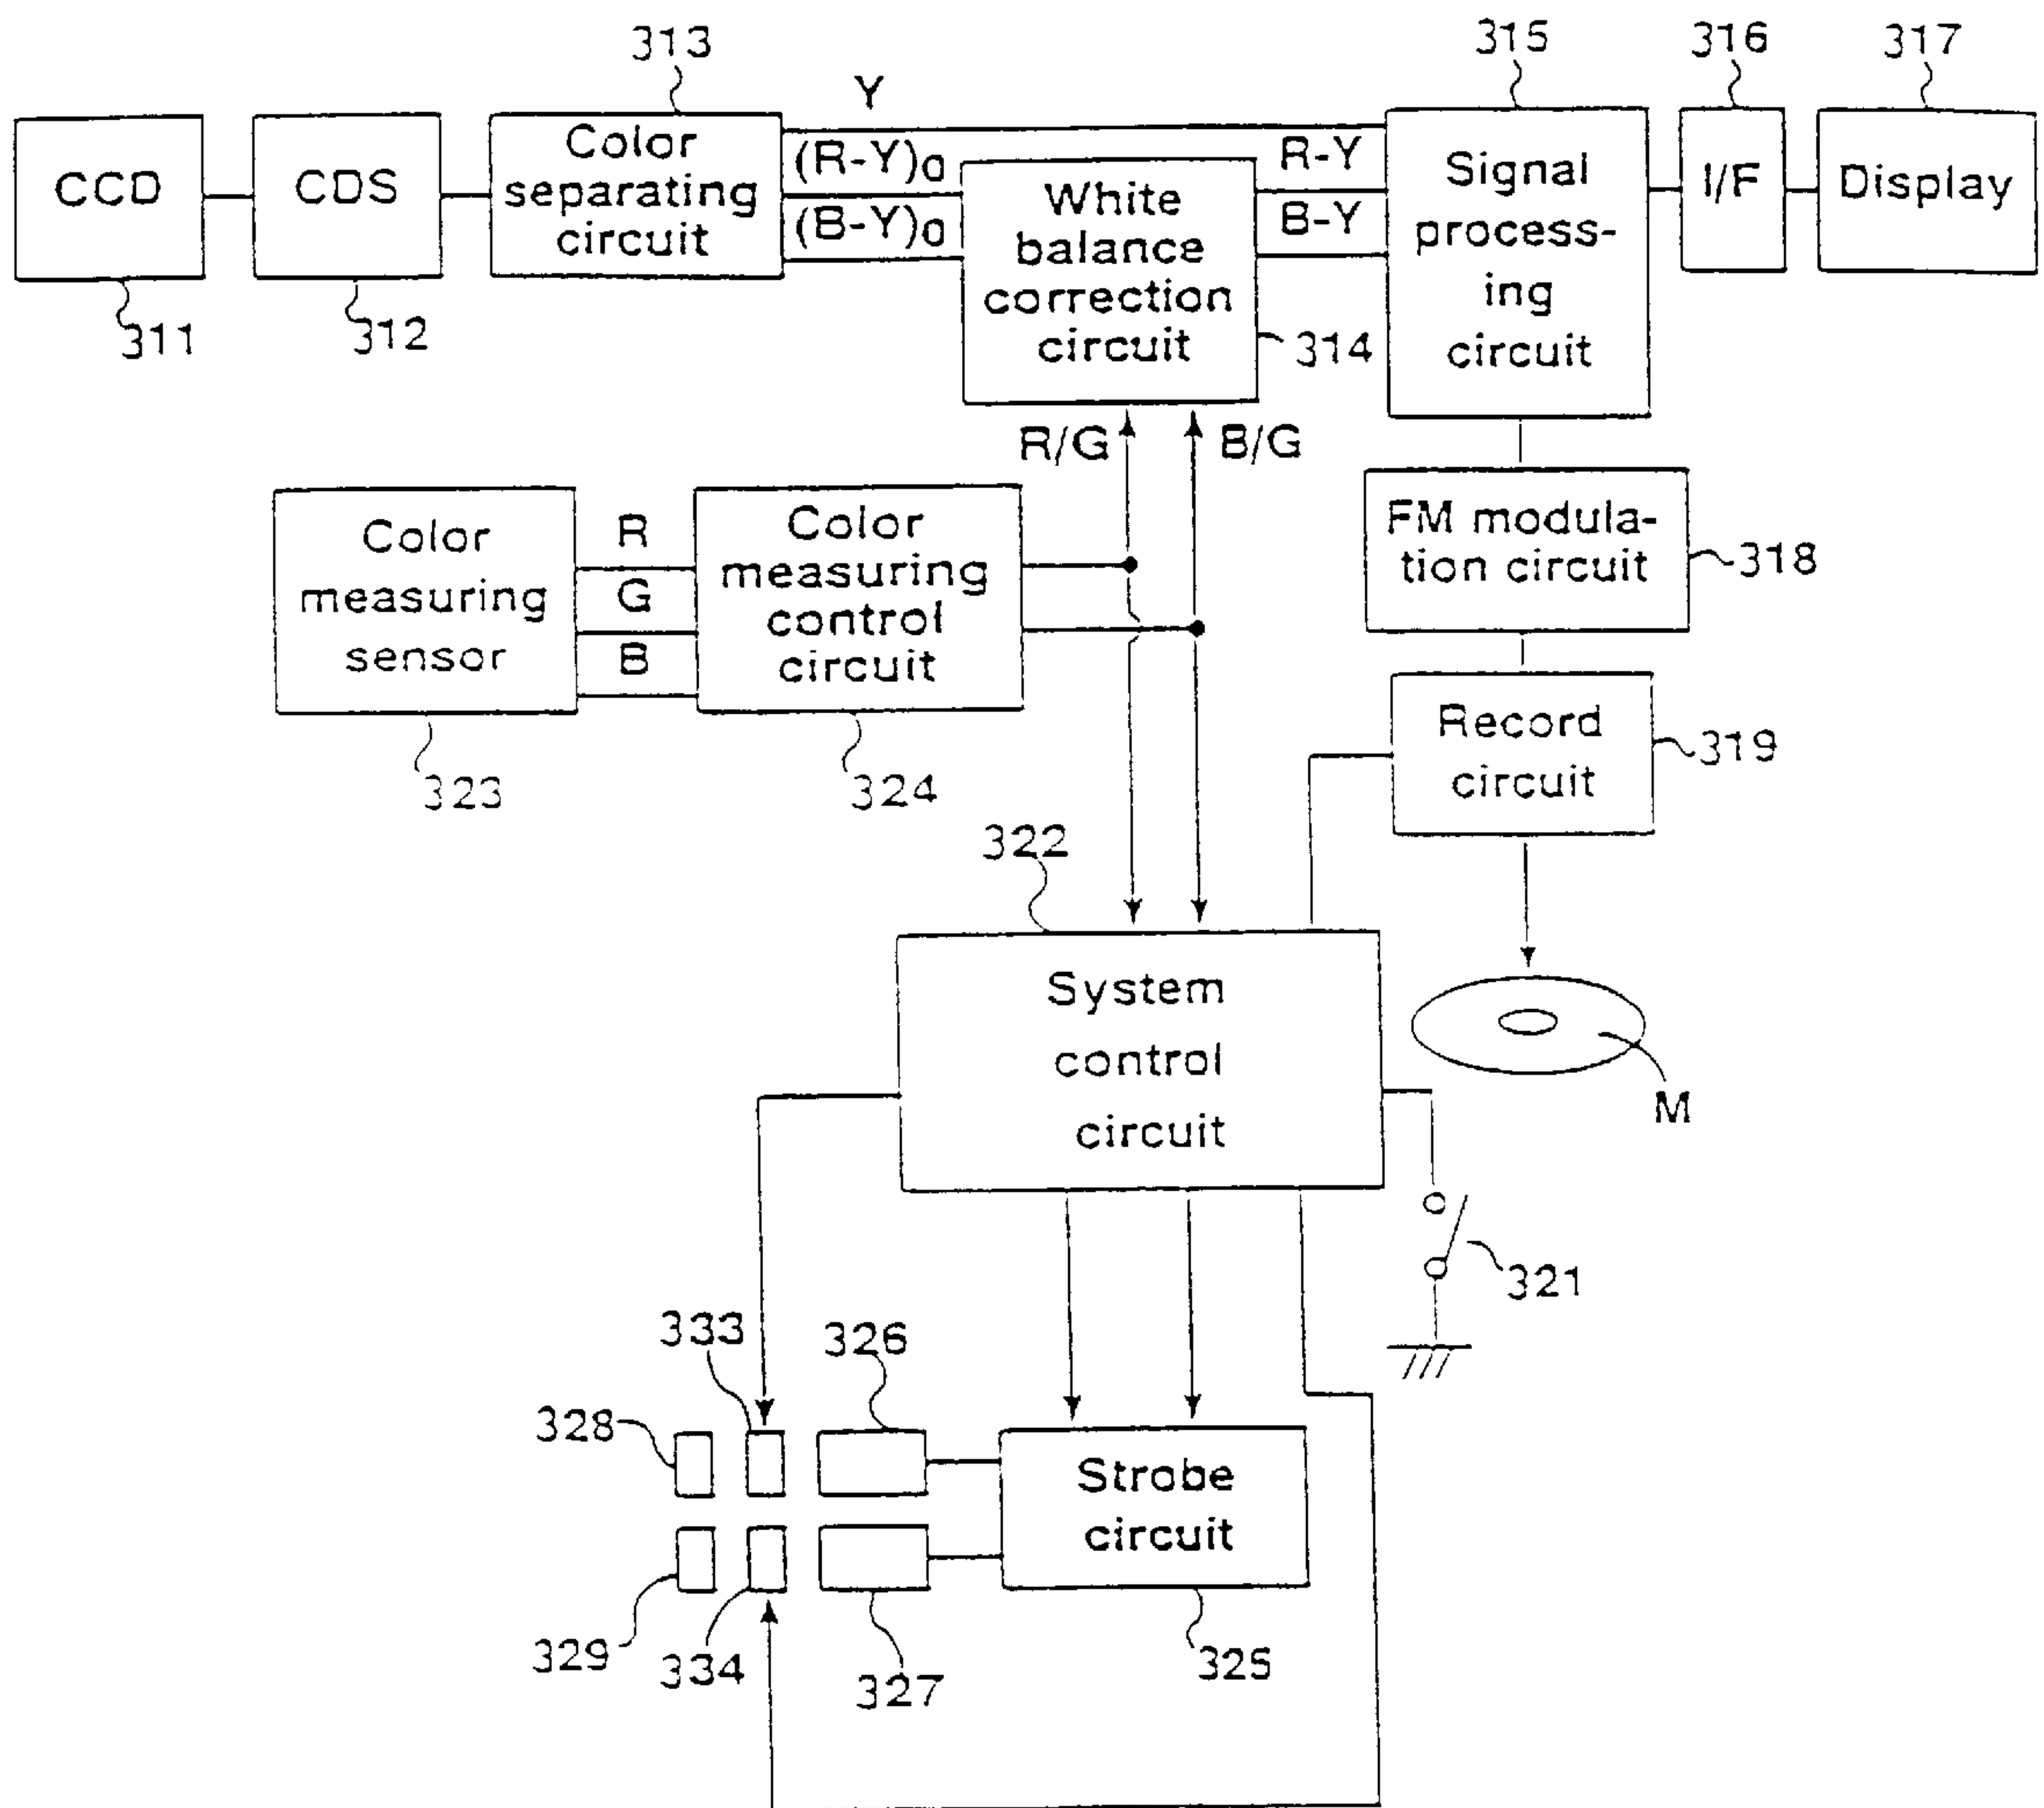 313
315
316
317
Y
CCD
CDS
Color
separating
circuit
(R-Y)0
(B-Y)0
White
balance
correction
circuit
R-Y
B-Y
Signal
process-
ing
circuit
I/F
Display
311
312
314
R/G
B/G
Color
measuring
sensor
R
G
B
Color
measuring
control
circuit
FM modula-
tion circuit
318
Record
circuit
319
323
324
322
System
control
circuit
M
321
333
326
328
Strobe
circuit
329
334
327
325